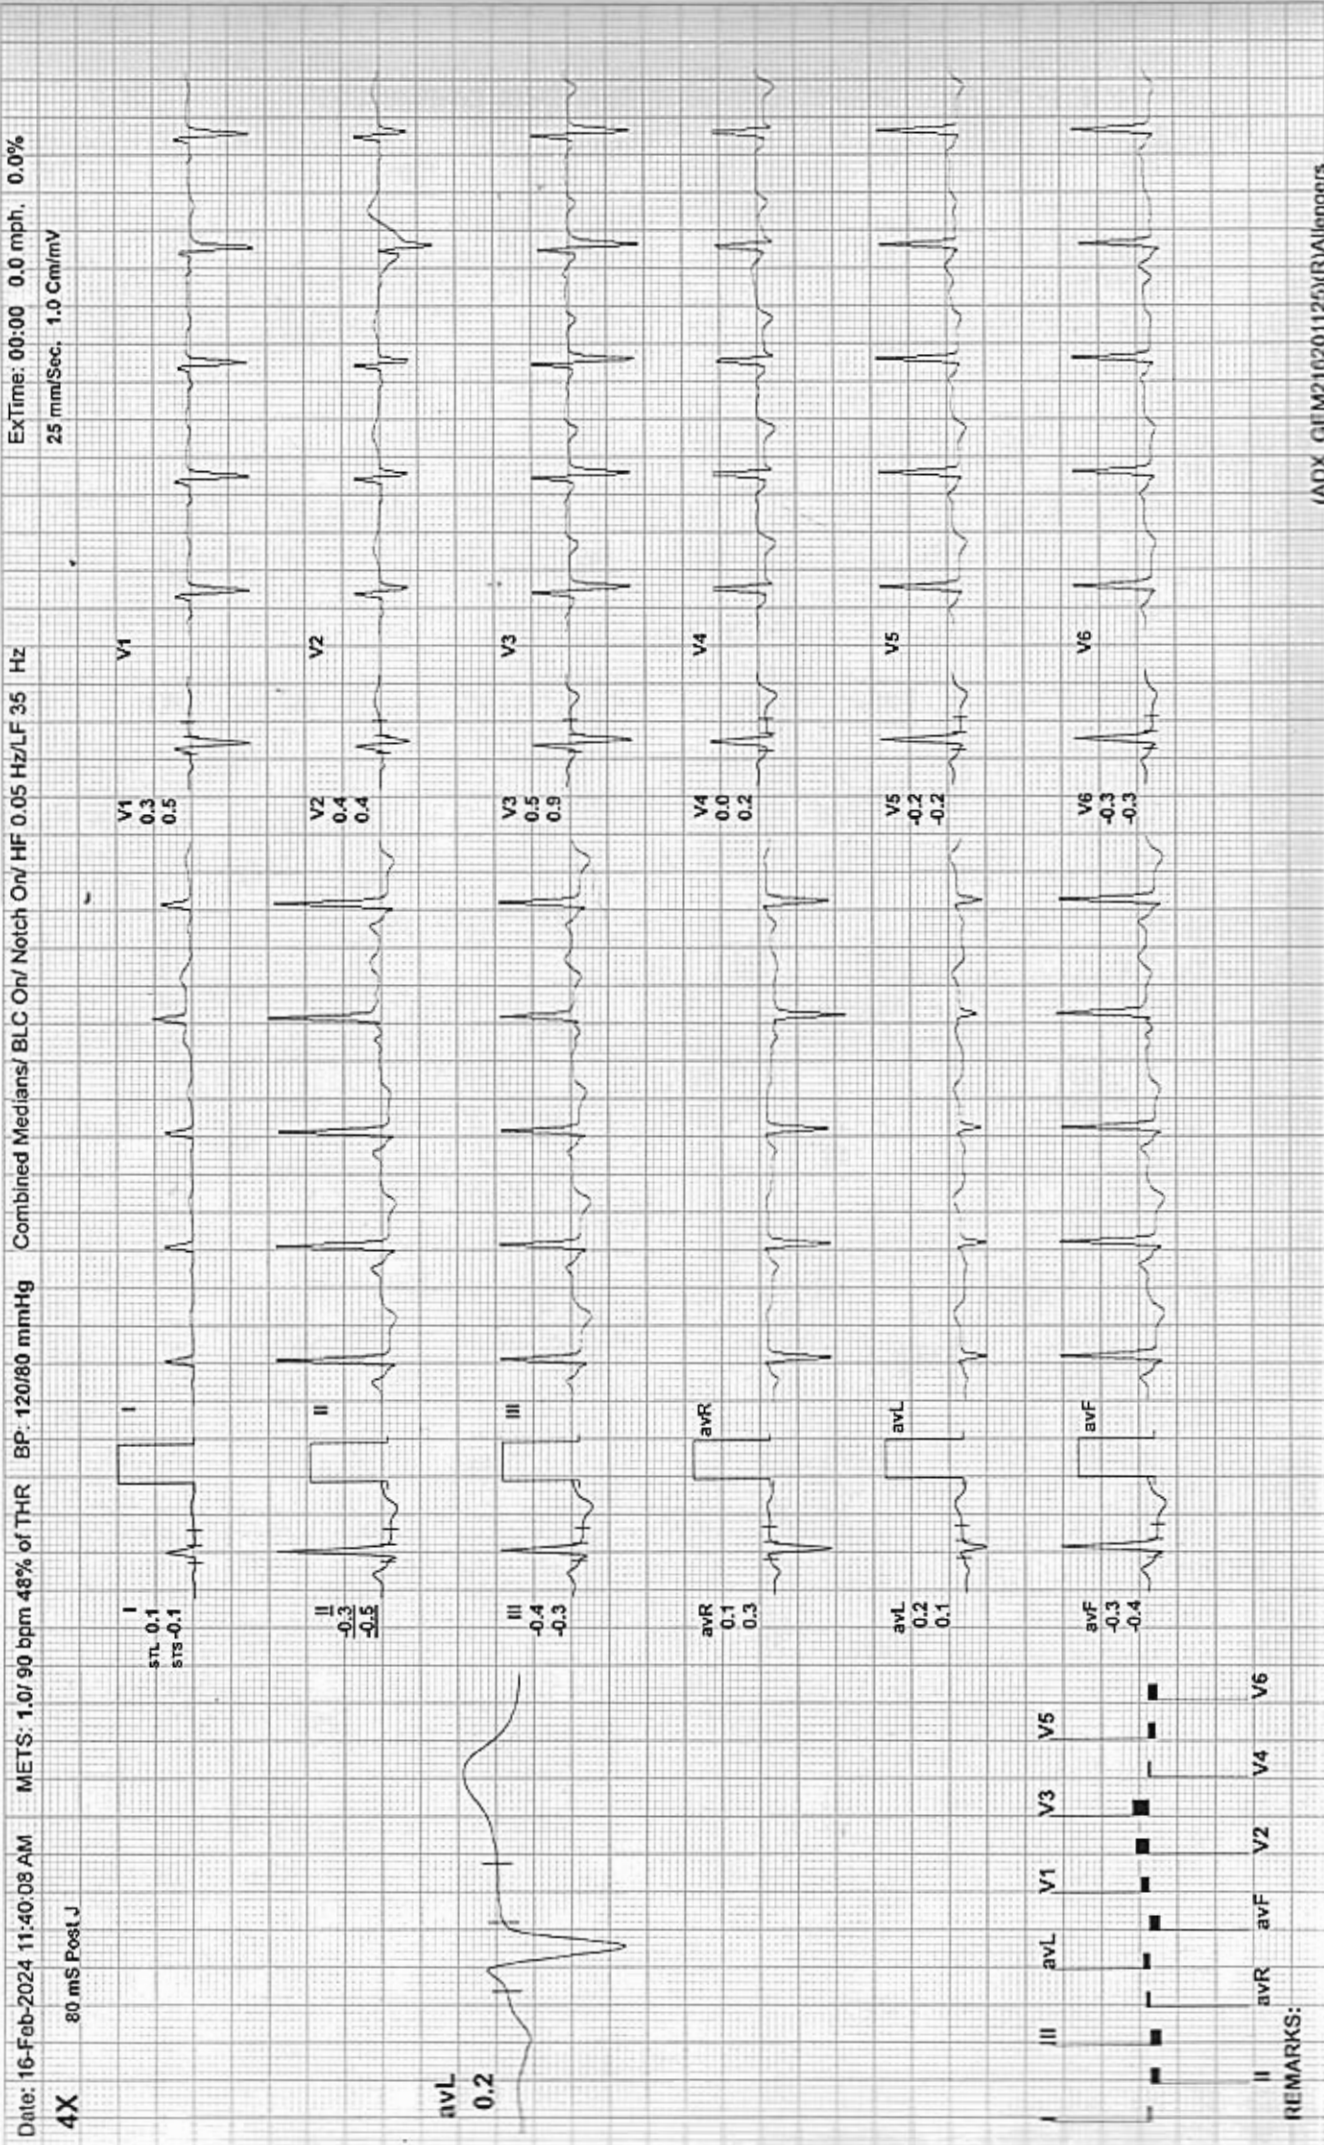 Date: 16-Feb-2024 11:40:08 AM METS: 1.0/ 90 bpm 48% of THR BP: 120/80 mmHg Combined Medians/ BLC On/ Notch On/ HF 0.05 Hz/LF 35 Hz ExTime: 00:00 0.0 mph. 0.0%
4X 80 mS Post J 25 mm/Sec. 1.0 Cm/mV
I
STL 0.1
STS -0.1
I
V1
0.3
0.5
V1
II
-0.3
-0.5
II
V2
0.4
0.4
V2
avL
0.2
III
-0.4
-0.3
III
V3
0.5
0.9
V3
avR
0.1
0.3
avR
V4
0.0
0.2
V4
avL
0.2
0.1
avL
V5
-0.2
-0.2
V5
avF
-0.3
-0.4
avF
V6
-0.3
-0.3
V6
I III avL V1 V3 V5
II avR avF V2 V4 V6
REMARKS: